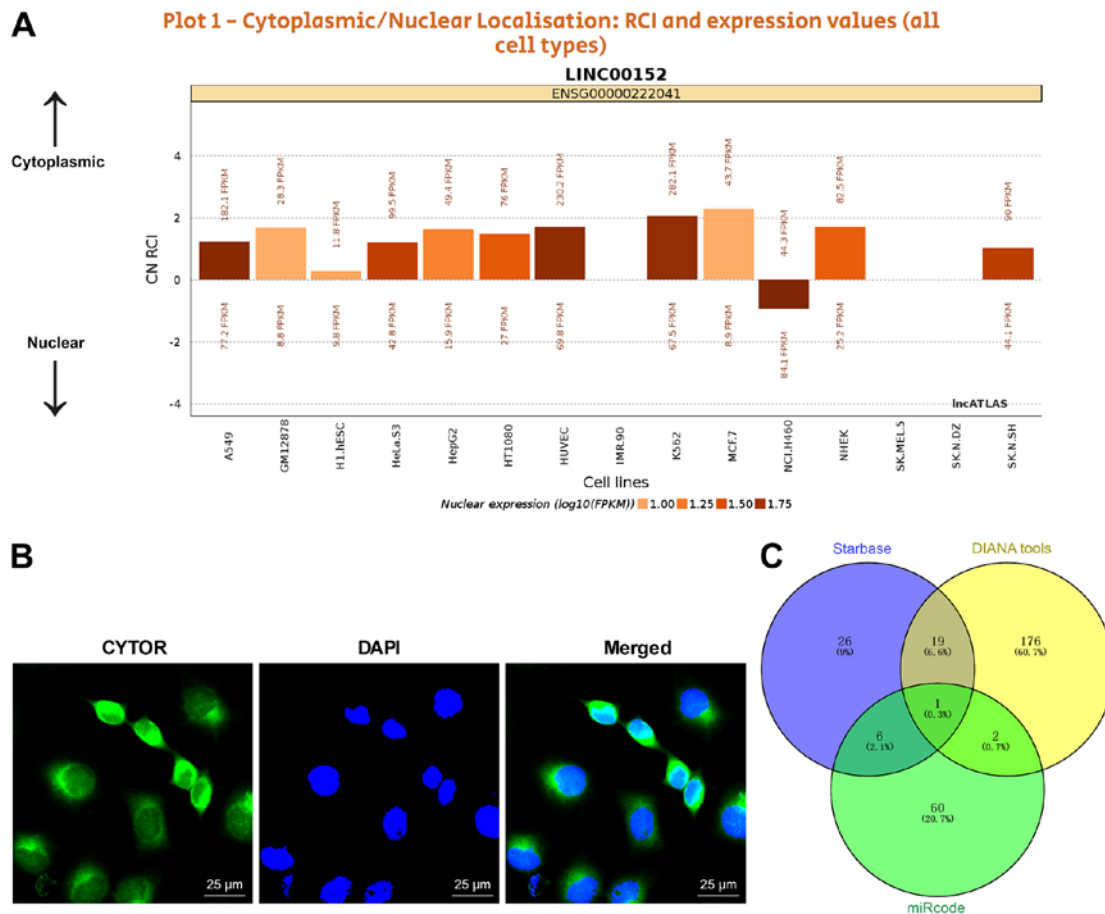 A
Plot 1 – Cytoplasmic/Nuclear Localisation: RCI and expression values (all
cell types)
LINC00152
ENSG00000222041
Cytoplasmic
Nuclear
CN RCI
4
2
0
-2
-4
182.1 FPKM
28.3 FPKM
11.8 FPKM
99.5 FPKM
49.4 FPKM
76 FPKM
230.2 FPKM
282.1 FPKM
43.7 FPKM
44.3 FPKM
82.5 FPKM
90 FPKM
77.2 FPKM
8.8 FPKM
9.8 FPKM
42.8 FPKM
15.9 FPKM
27 FPKM
69.8 FPKM
67.5 FPKM
8.9 FPKM
84.1 FPKM
25.2 FPKM
44.1 FPKM
lncATLAS
A549
GM12878
H1.hESC
HeLa.S3
HepG2
HT1080
HUVEC
IMR.90
K562
MCF.7
NCI.H460
NHEK
SK.MEL.5
SK.N.DZ
SK.N.SH
Cell lines
Nuclear expression (log10(FPKM)) 1.00 1.25 1.50 1.75
B
CYTOR
DAPI
Merged
25 µm
25 µm
25 µm
C
Starbase
DIANA tools
26
(9%)
19
(6.6%)
176
(60.7%)
1
(0.3%)
6
(2.1%)
2
(0.7%)
60
(20.7%)
miRcode